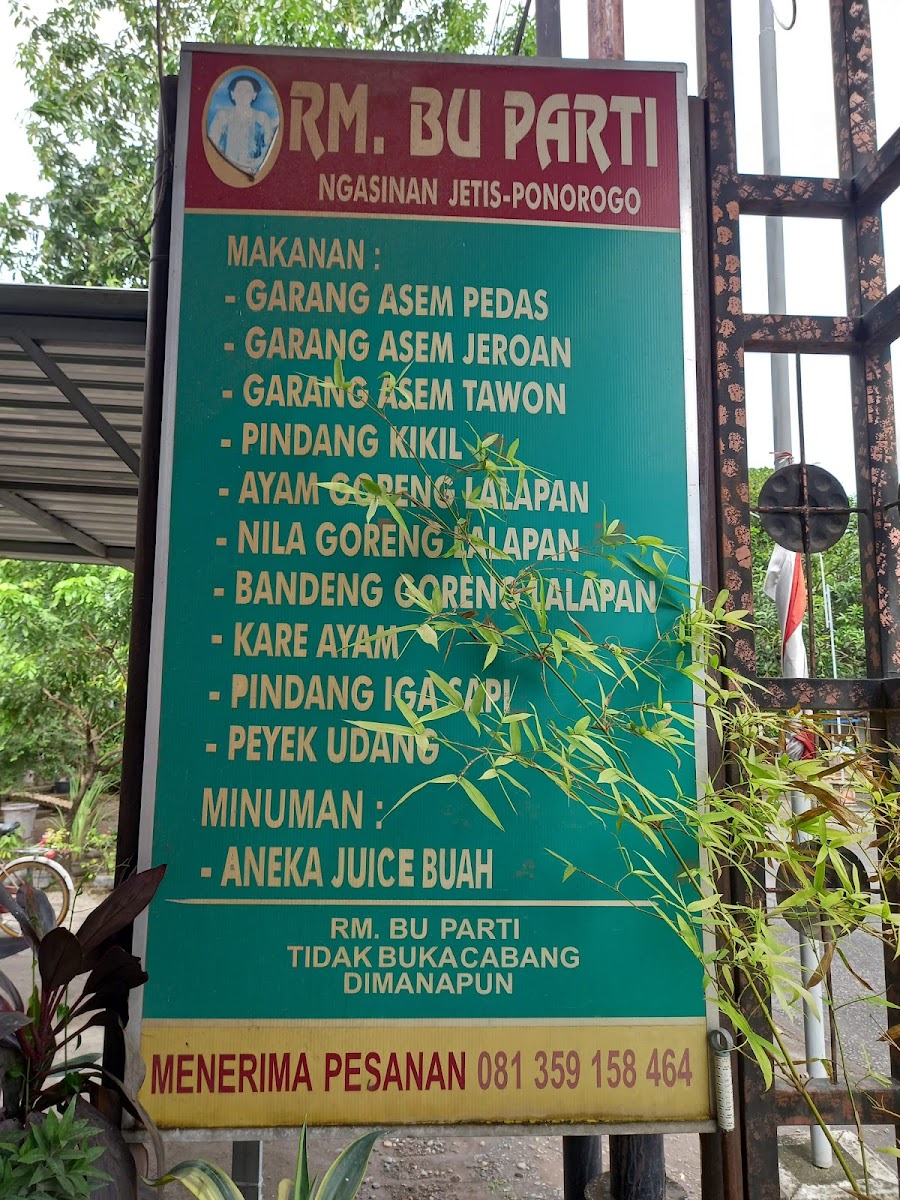 RM. BU PARTI
NGASINAN JETIS-PONOROGO
MAKANAN :
- GARANG ASEM PEDAS
- GARANG ASEM JEROAN
- GARANG ASEM TAWON
- PINDANG KIKIL
- AYAM GORENG LALAPAN
- NILA GORENG LALAPAN
- BANDENG GORENG LALAPAN
- KARE AYAM
- PINDANG IGA SAPI
- PEYEK UDANG
MINUMAN :
- ANEKA JUICE BUAH
RM. BU PARTI
TIDAK BUKA CABANG
DIMANAPUN
MENERIMA PESANAN 081 359 158 464